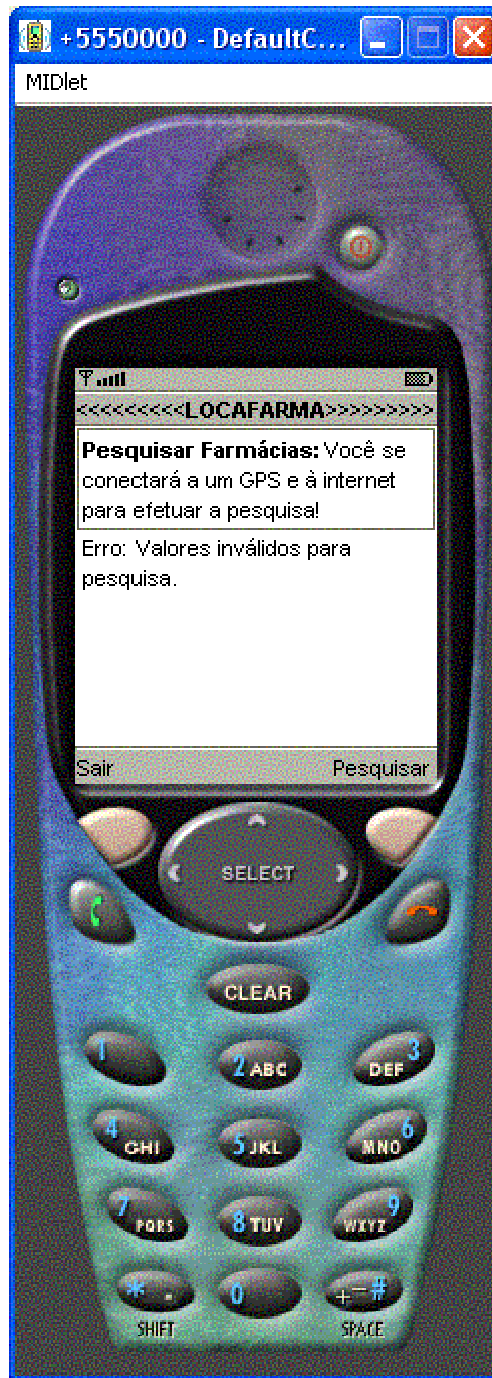 +5550000 - DefaultC...
MIDlet
<<<<<<<<<LOCAFARMA>>>>>>>>>
Pesquisar Farmácias: Você se
conectará a um GPS e à internet
para efetuar a pesquisa!
Erro: Valores inválidos para
pesquisa.
Sair Pesquisar
SELECT
CLEAR
1 2 ABC DEF 3
4 GHI 5 JKL MNO 6
7 PQRS 8 TUV WXYZ 9
* . 0 +-#
SHIFT SPACE